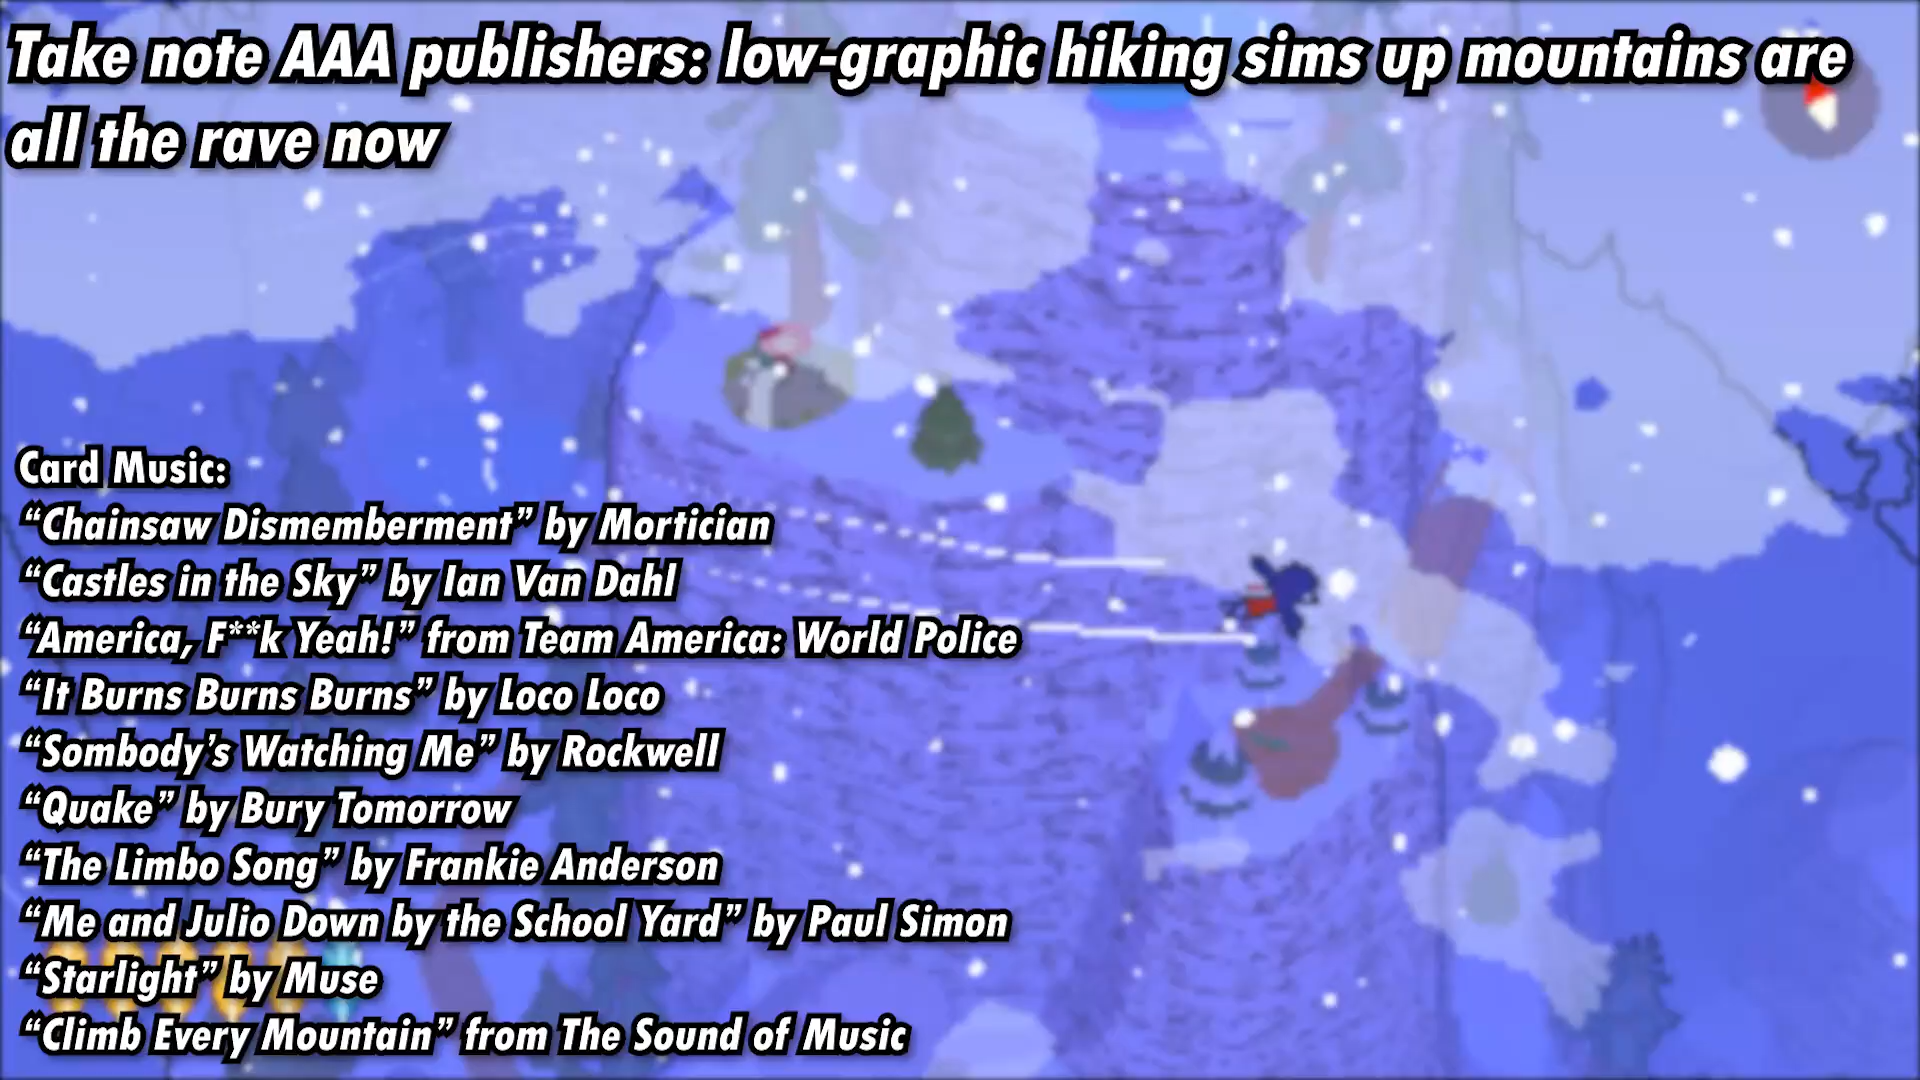 Take note AAA publishers: low-graphic hiking sims up mountains are
all the rave now
Card Music:
“Chainsaw Dismemberment” by Mortician
“Castles in the Sky” by Ian Van Dahl
“America, F**k Yeah!” from Team America: World Police
“It Burns Burns Burns” by Loco Loco
“Sombody’s Watching Me” by Rockwell
“Quake” by Bury Tomorrow
“The Limbo Song” by Frankie Anderson
“Me and Julio Down by the School Yard” by Paul Simon
“Starlight” by Muse
“Climb Every Mountain” from The Sound of Music